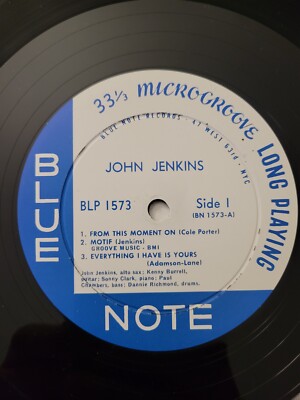 33⅓ MICROGROOVE LONG PLAYING
BLUE NOTE RECORDS · 47 WEST 63rd · NYC
JOHN JENKINS
BLP 1573
Side 1
(BN 1573-A)
1. FROM THIS MOMENT ON (Cole Porter)
2. MOTIF (Jenkins)
GROOVE MUSIC - BMI
3. EVERYTHING I HAVE IS YOURS
(Adamson-Lane)
John Jenkins, alto sax; Kenny Burrell,
guitar; Sonny Clark, piano; Paul
Chambers, bass; Dannie Richmond, drums.
BLUE
NOTE